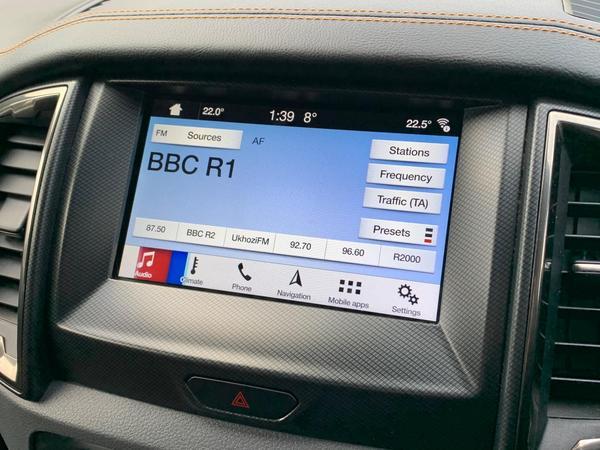 22.0° 1:39 8° 22.5°
FM Sources AF
BBC R1
Stations
Frequency
Traffic (TA)
Presets
87.50 BBC R2 UkhoziFM 92.70 96.60 R2000
Audio Climate Phone Navigation Mobile apps Settings